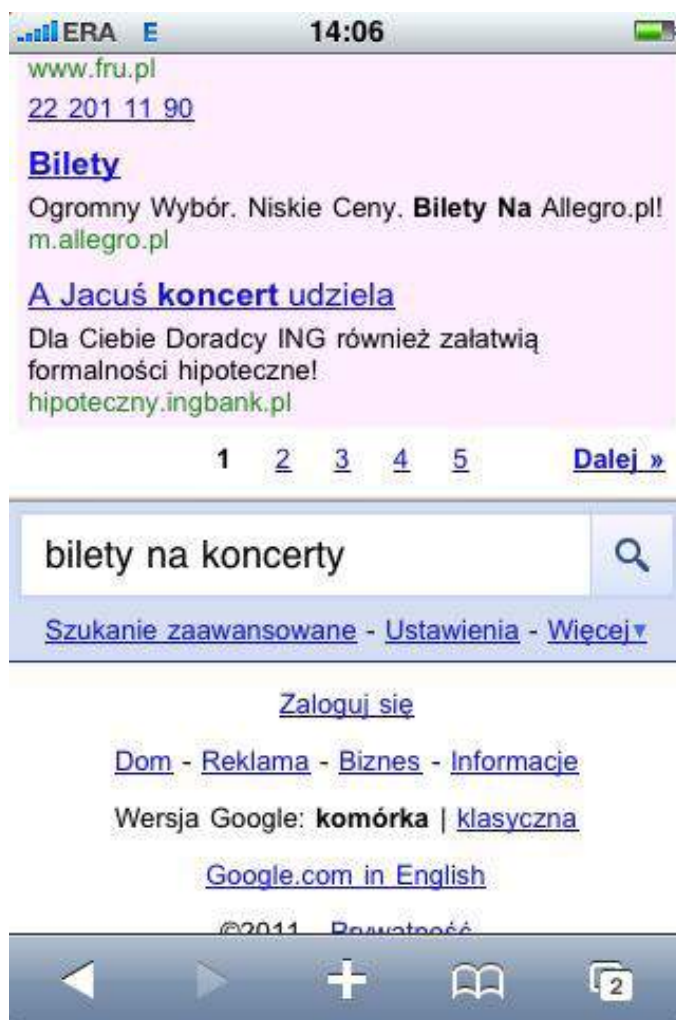 ERA E 14:06
www.fru.pl
22 201 11 90
Bilety
Ogromny Wybór. Niskie Ceny. Bilety Na Allegro.pl!
m.allegro.pl
A Jacuś koncert udziela
Dla Ciebie Doradcy ING również załatwią
formalności hipoteczne!
hipoteczny.ingbank.pl
1 2 3 4 5 Dalej »
bilety na koncerty
Szukanie zaawansowane - Ustawienia - Więcej▾
Zaloguj się
Dom - Reklama - Biznes - Informacje
Wersja Google: komórka | klasyczna
Google.com in English
©2011 - Prywatność
2